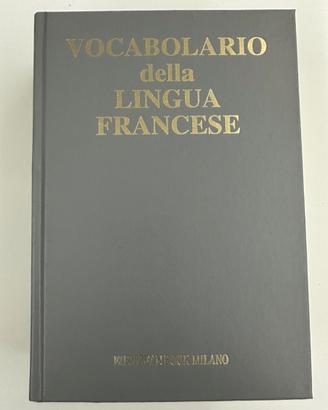 VOCABOLARIO
della
LINGUA
FRANCESE
MILANO